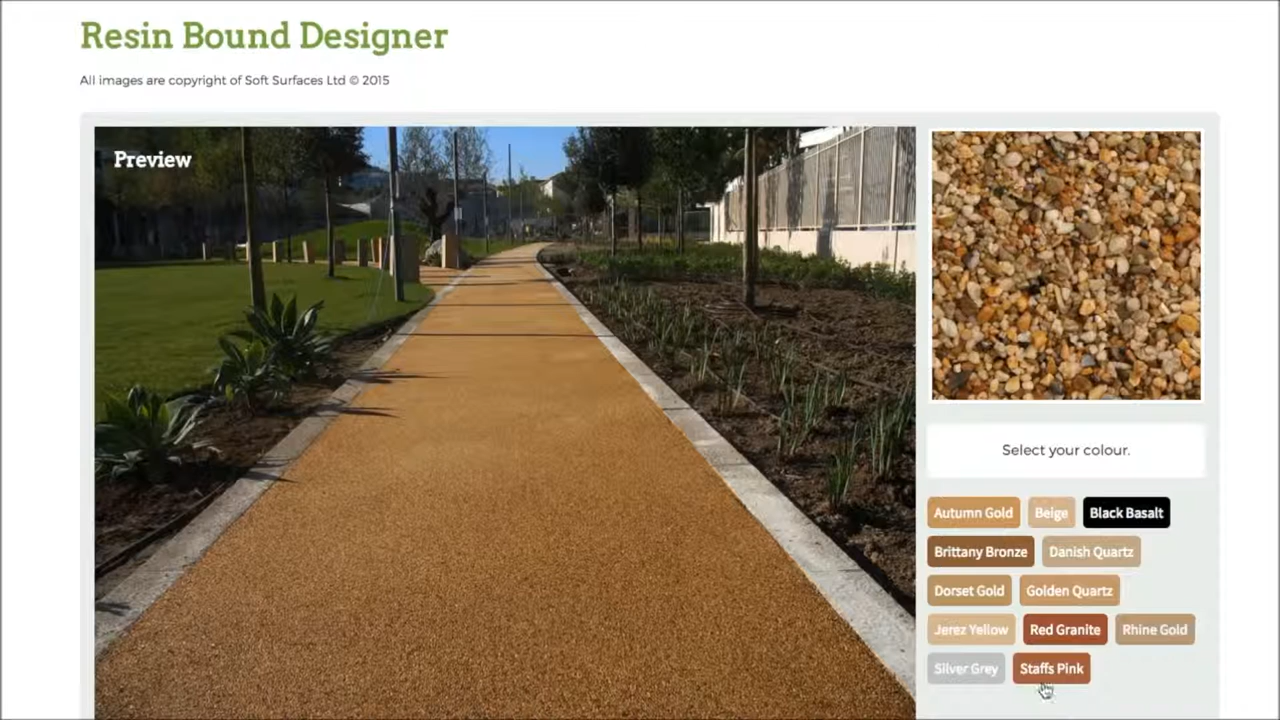 Resin Bound Designer
All images are copyright of Soft Surfaces Ltd © 2015
Preview
Select your colour.
Autumn Gold Beige Black Basalt
Brittany Bronze Danish Quartz
Dorset Gold Golden Quartz
Jerez Yellow Red Granite Rhine Gold
Silver Grey Staffs Pink